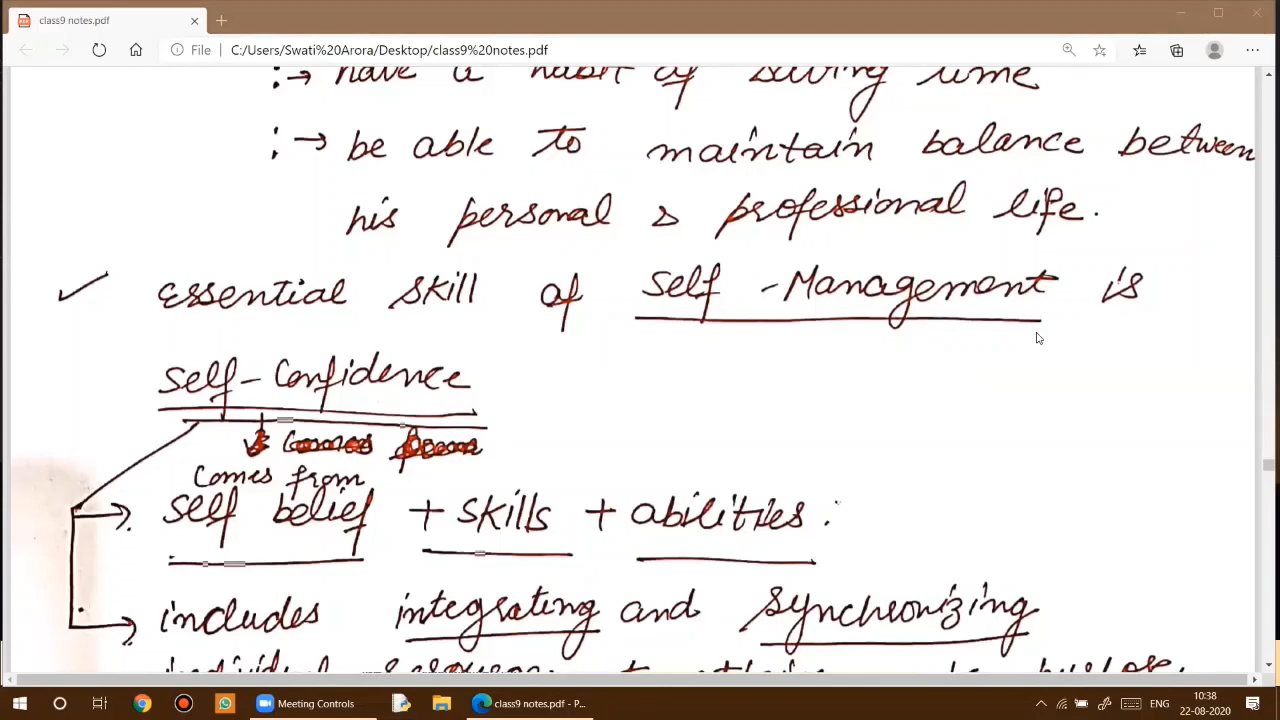 class9 notes.pdf
File C:/Users/Swati%20Arora/Desktop/class9%20notes.pdf
:→ have a habit of saving time
:→ be able to maintain balance between
his personal & professional life.
✓ essential skill of self-Management is
self-Confidence
Comes from
self belief + skills + abilities :
includes integrating and synchronizing
individual
Meeting Controls
class9 notes.pdf - P...
ENG
10:38
22-08-2020